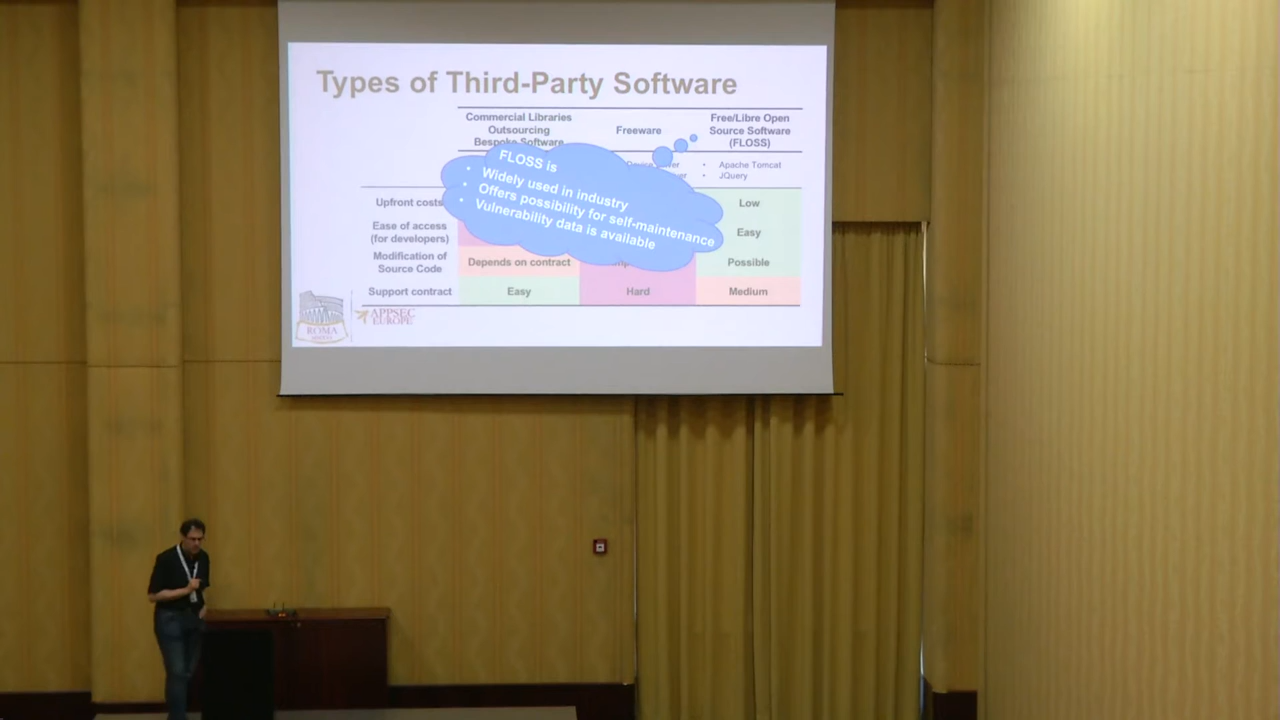 Types of Third-Party Software
Commercial Libraries
Outsourcing
Bespoke Software
Freeware
Free/Libre Open
Source Software
(FLOSS)
• Apache Tomcat
• JQuery
FLOSS is
• Widely used in industry
• Offers possibility for self-maintenance
• Vulnerability data is available
Upfront costs
Low
Ease of access
(for developers)
Easy
Modification of
Source Code
Depends on contract
Possible
Support contract
Easy
Hard
Medium
ROMA
APPSEC
EUROPE